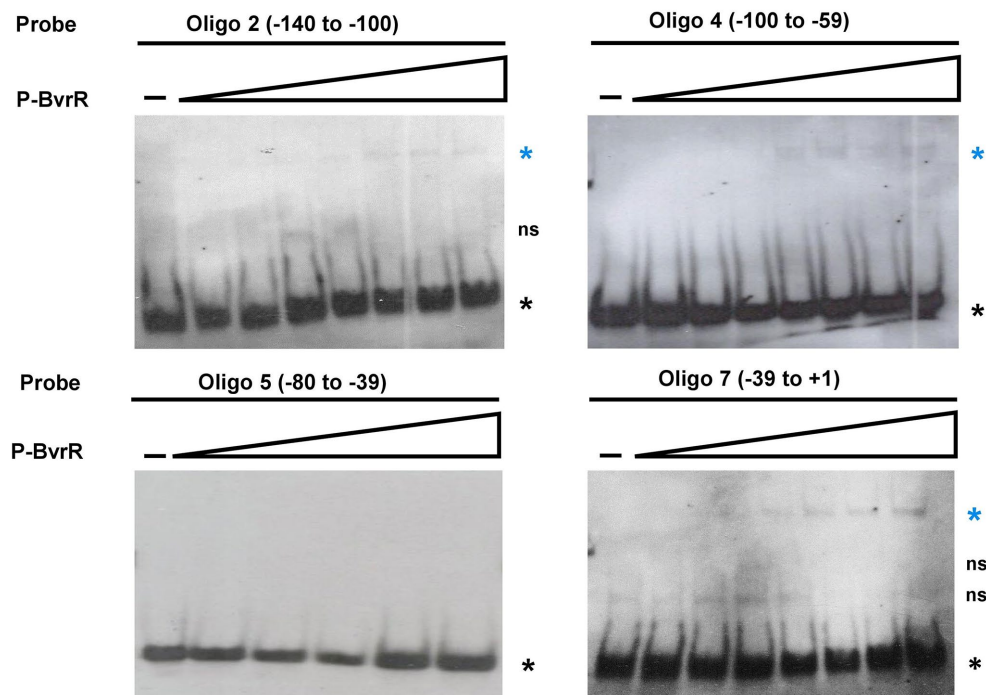 Probe Oligo 2 (-140 to -100) Oligo 4 (-100 to -59)
P-BvrR
*
*
ns
*
*
Probe Oligo 5 (-80 to -39) Oligo 7 (-39 to +1)
P-BvrR
*
ns
ns
*
*